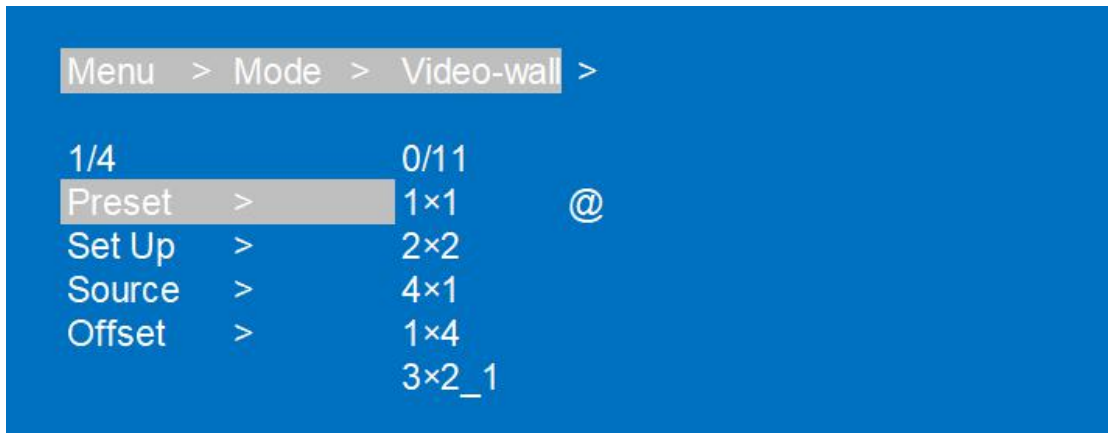 Menu > Mode > Video-wall >
1/4 0/11
Preset > 1×1 @
Set Up > 2×2
Source > 4×1
Offset > 1×4
3×2_1